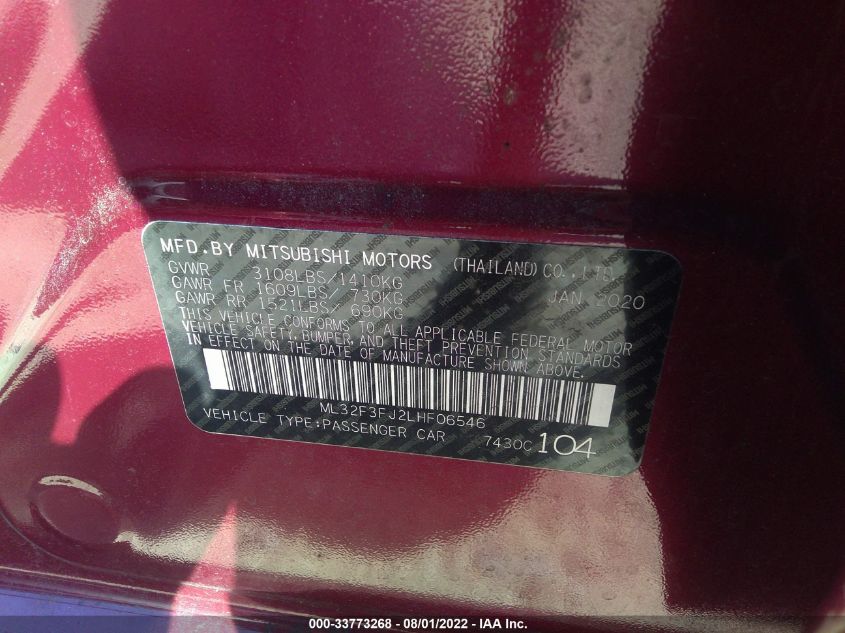 MFD.BY MITSUBISHI MOTORS (THAILAND) CO.,LTD.
GVWR 3108LBS/1410KG JAN. 2020
GAWR FR 1609LBS/ 730KG
GAWR RR 1521LBS/ 690KG
THIS VEHICLE CONFORMS TO ALL APPLICABLE FEDERAL MOTOR
VEHICLE SAFETY, BUMPER, AND THEFT PREVENTION STANDARDS
IN EFFECT ON THE DATE OF MANUFACTURE SHOWN ABOVE.
ML32F3FJ2LHF06546
VEHICLE TYPE:PASSENGER CAR 7430C 104
000-33773268 - 08/01/2022 - IAA Inc.